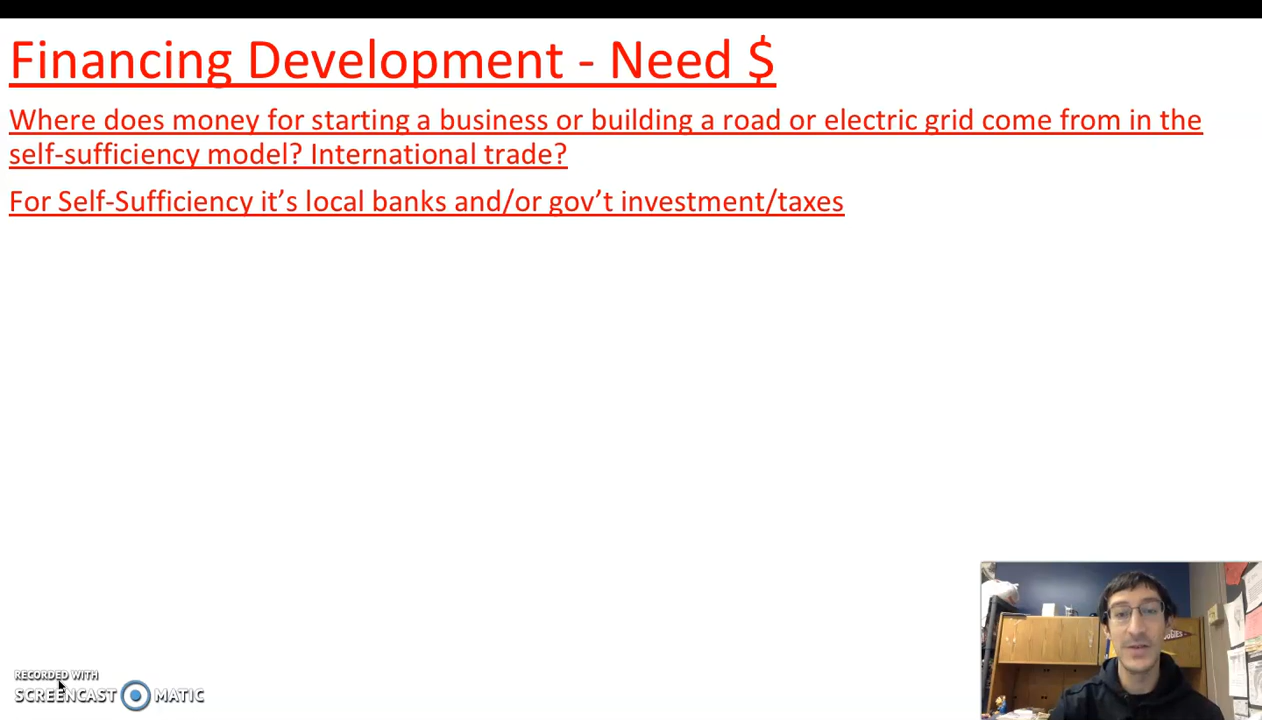 Financing Development - Need $
Where does money for starting a business or building a road or electric grid come from in the
self-sufficiency model? International trade?
For Self-Sufficiency it’s local banks and/or gov’t investment/taxes
RECORDED WITH
SCREENCAST MATIC